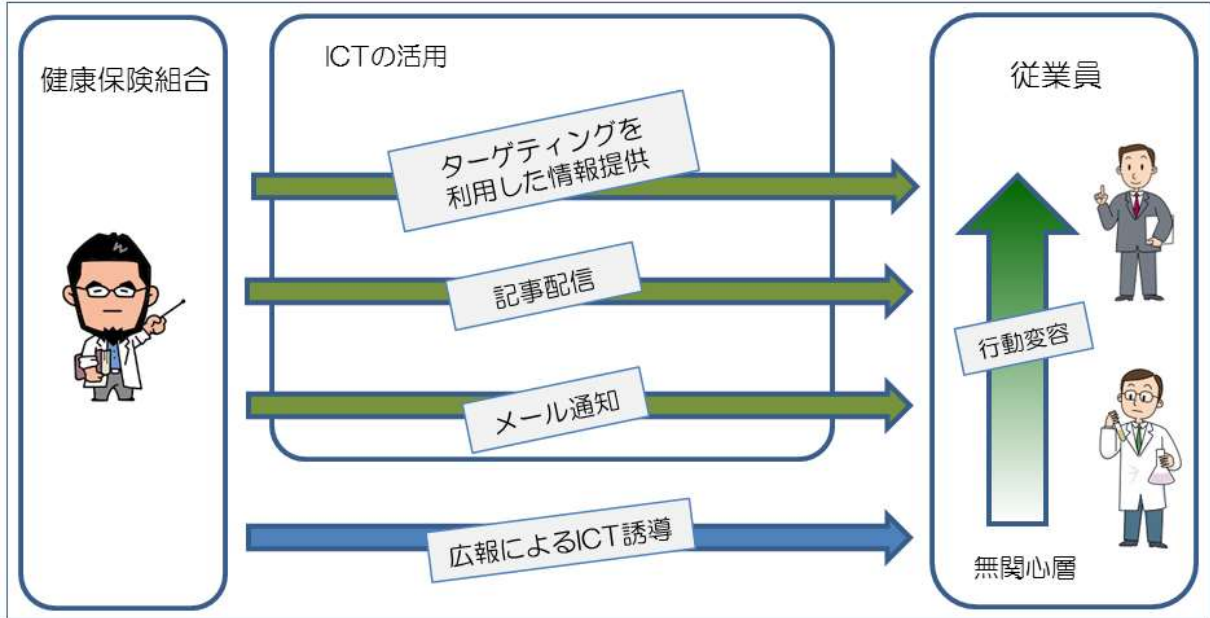 健康保険組合
ICTの活用
ターゲティングを
利用した情報提供
記事配信
メール通知
広報によるICT誘導
従業員
行動変容
無関心層